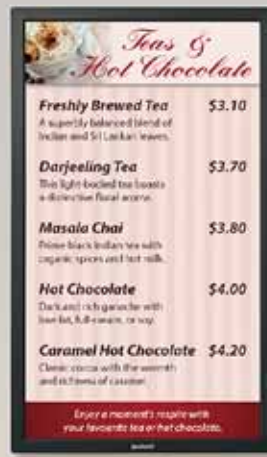 Teas &
Hot Chocolate
Freshly Brewed Tea $3.10
A superbly balanced blend of
Indian and Sri Lankan leaves.
Darjeeling Tea $3.70
This light-bodied tea boasts
a distinctive floral aroma.
Masala Chai $3.80
Prime black Indian tea with
organic spices and hot milk.
Hot Chocolate $4.00
Dark and rich ganache with
low-fat, full-cream, or soy.
Caramel Hot Chocolate $4.20
Classic cocoa with the warmth
and richness of caramel.
Enjoy a moment's respite with
your favourite tea or hot chocolate.